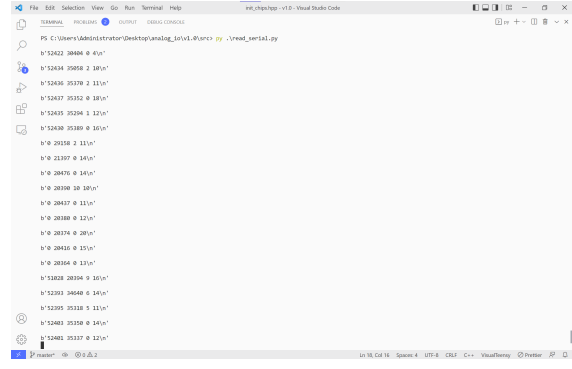 File Edit Selection View Go Run Terminal Help
init_chips.hpp - v1.0 - Visual Studio Code
TERMINAL PROBLEMS 2 OUTPUT DEBUG CONSOLE
py
PS C:\Users\Administrator\Desktop\analog_io\v1.0\src> py .\read_serial.py
b'52422 30404 0 4\n'
b'52434 35058 2 10\n'
b'52436 35370 2 11\n'
b'52437 35352 0 18\n'
b'52435 35294 1 12\n'
b'52430 35389 0 16\n'
b'0 29158 2 11\n'
b'0 21397 0 14\n'
b'0 20476 0 14\n'
b'0 20390 10 10\n'
b'0 20437 0 11\n'
b'0 20380 0 12\n'
b'0 20374 0 20\n'
b'0 20416 0 15\n'
b'0 20364 0 13\n'
b'51028 20394 9 16\n'
b'52393 34640 6 14\n'
b'52395 35318 5 11\n'
b'52403 35350 0 14\n'
b'52401 35337 0 12\n'
master* 0 2 Ln 18, Col 16 Spaces: 4 UTF-8 CRLF C++ VisualTeensy Prettier